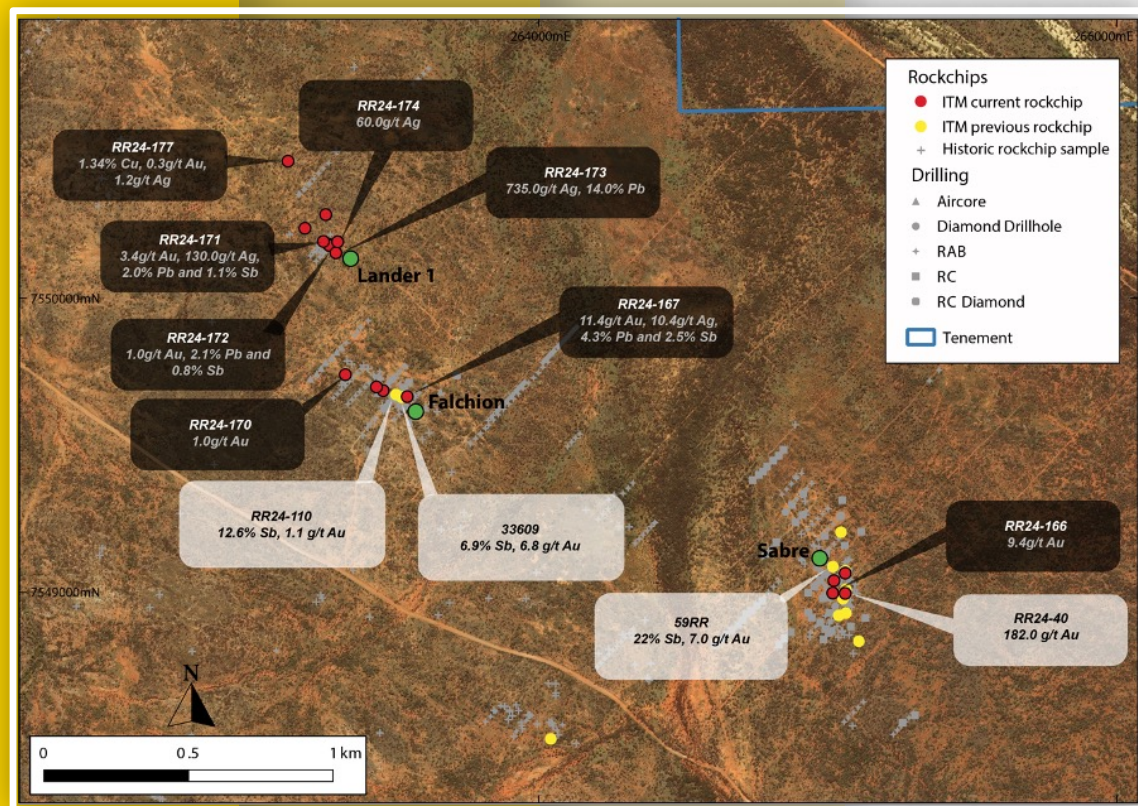 264000mE
266000mE
7550000mN
7549000mN
Rockchips
ITM current rockchip
ITM previous rockchip
Historic rockchip sample
Drilling
Aircore
Diamond Drillhole
RAB
RC
RC Diamond
Tenement
RR24-174
60.0g/t Ag
RR24-177
1.34% Cu, 0.3g/t Au,
1.2g/t Ag
RR24-173
735.0g/t Ag, 14.0% Pb
RR24-171
3.4g/t Au, 130.0g/t Ag,
2.0% Pb and 1.1% Sb
Lander 1
RR24-172
1.0g/t Au, 2.1% Pb and
0.8% Sb
RR24-167
11.4g/t Au, 10.4g/t Ag,
4.3% Pb and 2.5% Sb
Falchion
RR24-170
1.0g/t Au
RR24-110
12.6% Sb, 1.1 g/t Au
33609
6.9% Sb, 6.8 g/t Au
Sabre
RR24-166
9.4g/t Au
59RR
22% Sb, 7.0 g/t Au
RR24-40
182.0 g/t Au
N
0 0.5 1 km